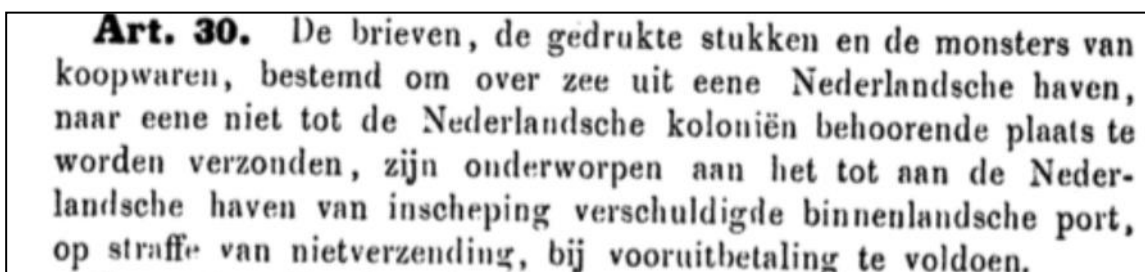 Art. 30. De brieven, de gedrukte stukken en de monsters van
koopwaren, bestemd om over zee uit eene Nederlandsche haven,
naar eene niet tot de Nederlandsche koloniën behoorende plaats te
worden verzonden, zijn onderworpen aan het tot aan de Neder-
landsche haven van inscheping verschuldigde binnenlandsche port,
op straffe van nietverzending, bij vooruitbetaling te voldoen.